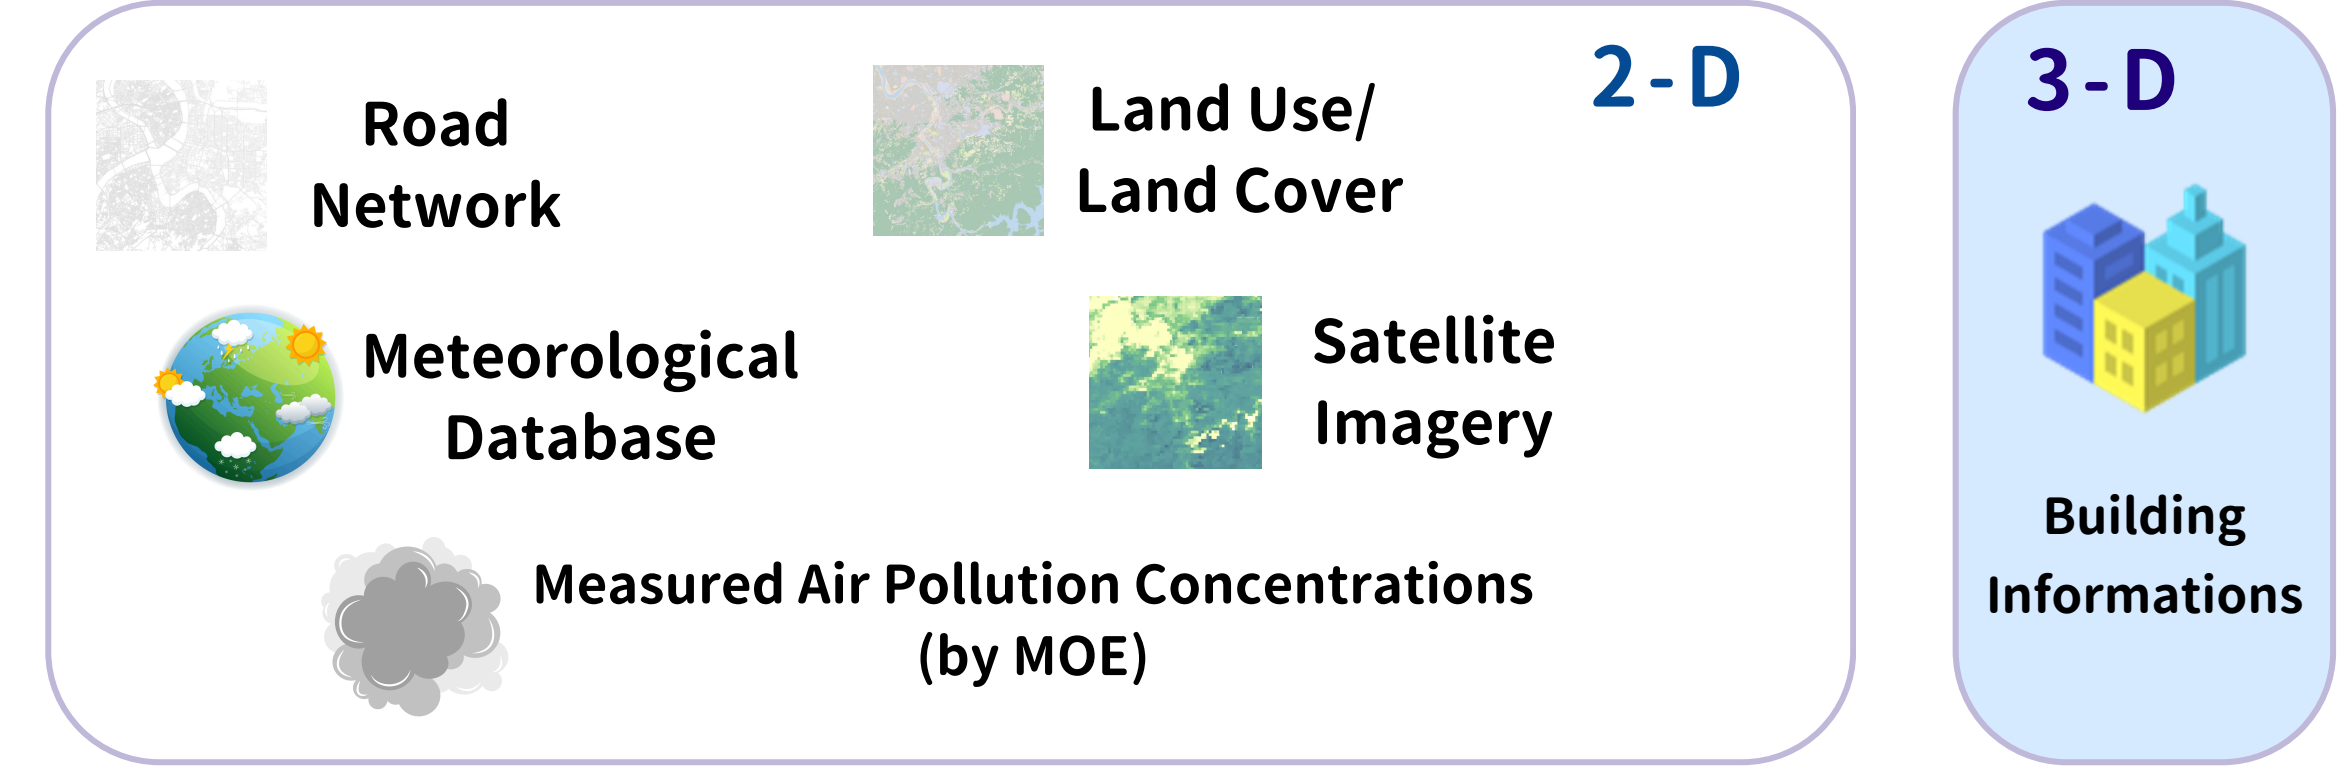 2-D
Road
Network
Land Use/
Land Cover
Meteorological
Database
Satellite
Imagery
Measured Air Pollution Concentrations
(by MOE)
3-D
Building
Informations